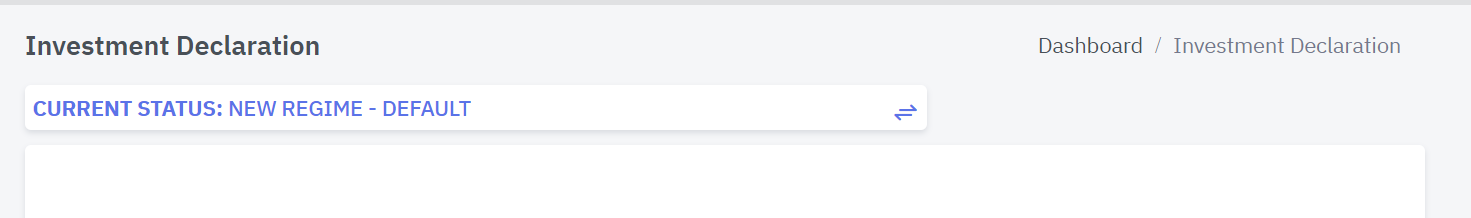 Investment Declaration
Dashboard / Investment Declaration
CURRENT STATUS: NEW REGIME - DEFAULT